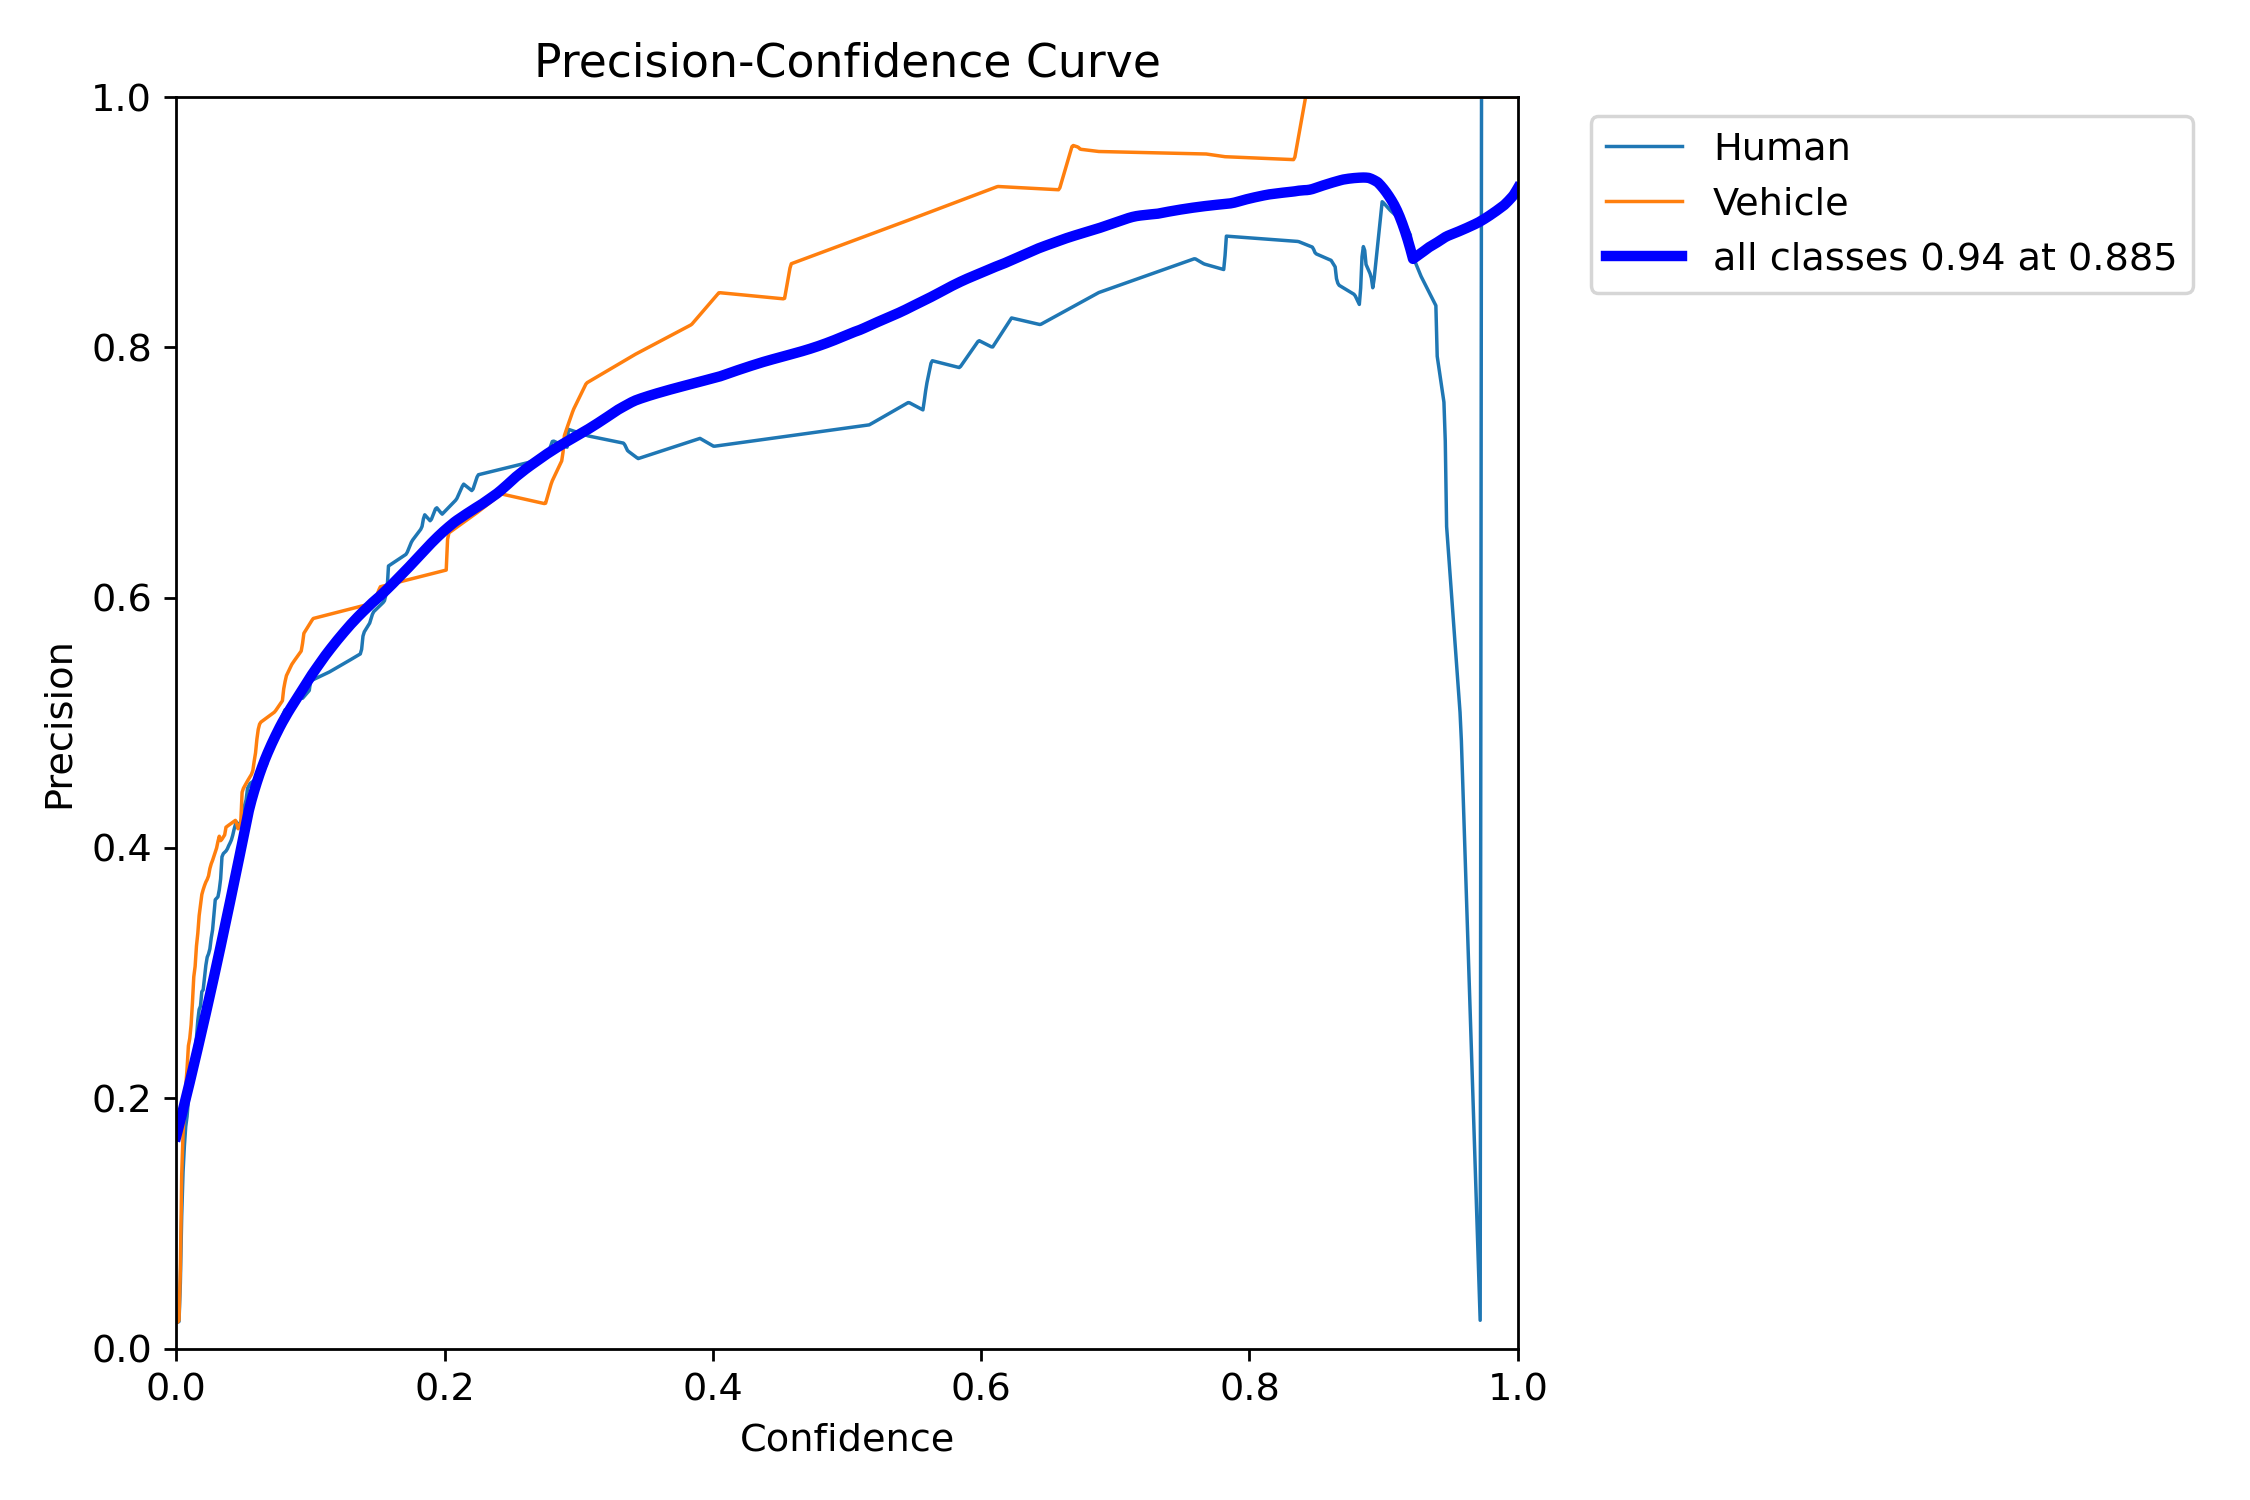 Precision-Confidence Curve
Human
Vehicle
all classes 0.94 at 0.885
1.0
0.8
0.6
0.4
0.2
0.0
Precision
0.0 0.2 0.4 0.6 0.8 1.0
Confidence